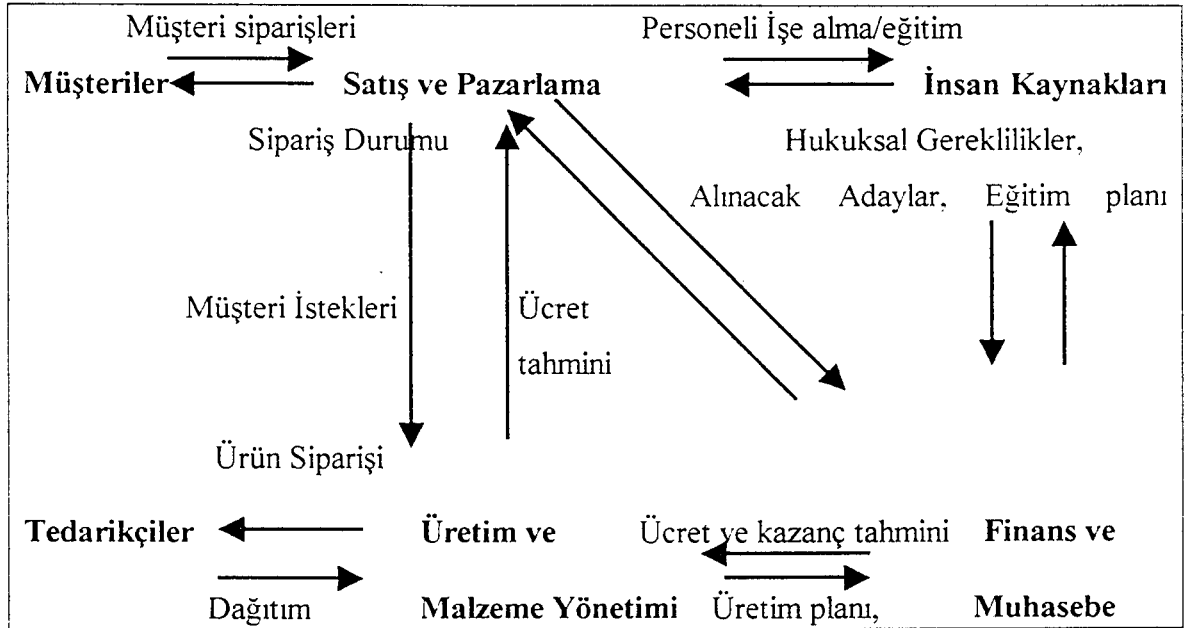 Müşteri siparişleri Personeli İşe alma/eğitim
Müşteriler Satış ve Pazarlama İnsan Kaynakları
Sipariş Durumu Hukuksal Gereklilikler,
Alınacak Adaylar, Eğitim planı
Müşteri İstekleri Ücret
tahmini
Ürün Siparişi
Tedarikçiler Üretim ve Ücret ve kazanç tahmini Finans ve
Dağıtım Malzeme Yönetimi Üretim planı, Muhasebe